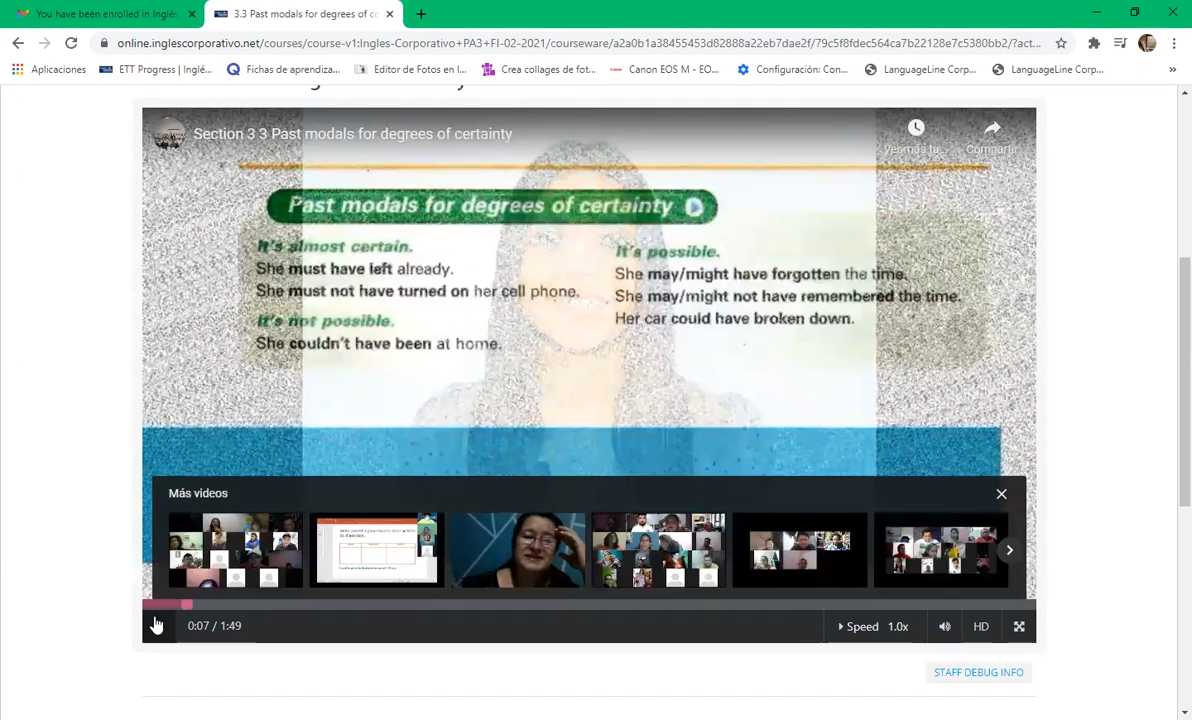 You have been enrolled in Inglés
3.3 Past modals for degrees of ce
online.inglescorporativo.net/courses/course-v1:Ingles-Corporativo+PA3+FI-02-2021/courseware/a2a0b1a38455453d82888a22eb7dae2f/79c5f8fdec564ca7b22128e7c5380bb2/?act...
Aplicaciones
ETT Progress | Inglé...
Fichas de aprendiza...
Editor de Fotos en l...
Crea collages de fot...
Canon EOS M - EO...
Configuración: Con...
LanguageLine Corp...
LanguageLine Corp...
Section 3 3 Past modals for degrees of certainty
Ver más ta...
Compartir
Past modals for degrees of certainty
It's almost certain.
She must have left already.
She must not have turned on her cell phone.
It's not possible.
She couldn't have been at home.
It's possible.
She may/might have forgotten the time.
She may/might not have remembered the time.
Her car could have broken down.
Más videos
0:07 / 1:49
Speed 1.0x
HD
STAFF DEBUG INFO